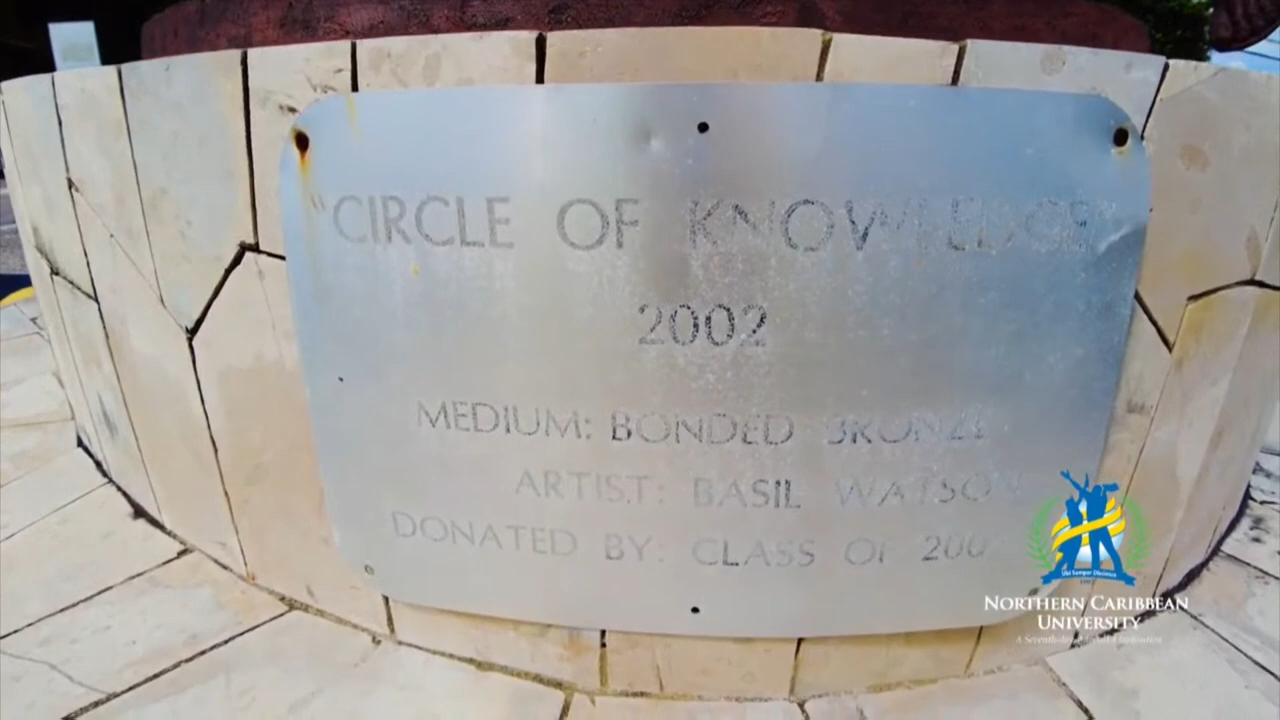 "CIRCLE OF KNOWLEDGE"
2002
MEDIUM: BONDED BRONZE
ARTIST: BASIL WATSON
DONATED BY: CLASS OF
NORTHERN CARIBBEAN
UNIVERSITY